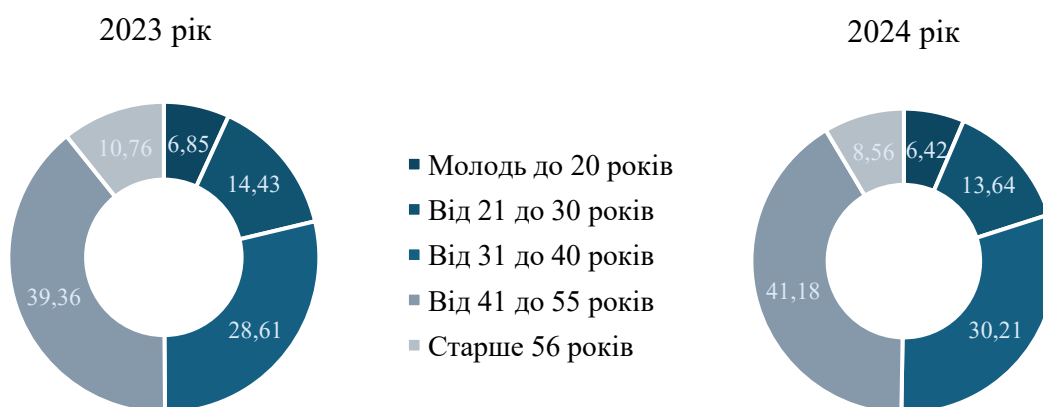 2023 рік
10,76
6,85
14,43
28,61
39,36
Молодь до 20 років
Від 21 до 30 років
Від 31 до 40 років
Від 41 до 55 років
Старше 56 років
2024 рік
8,56
6,42
13,64
30,21
41,18